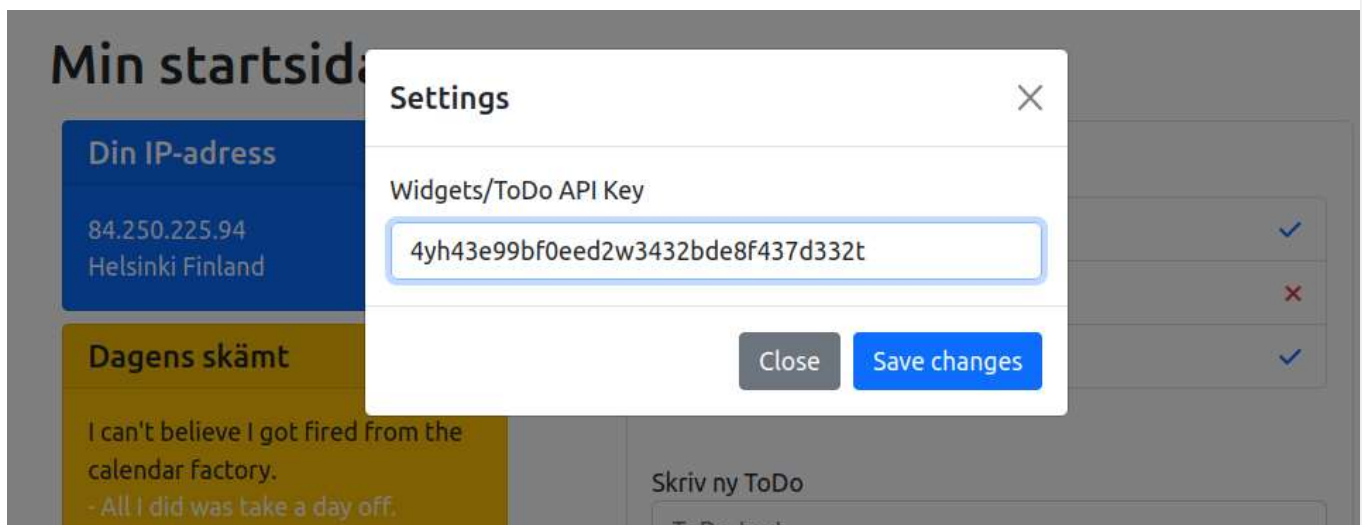 Min startsida
Settings
Din IP-adress
84.250.225.94
Helsinki Finland
Widgets/ToDo API Key
4yh43e99bf0eed2w3432bde8f437d332t
Close
Save changes
Dagens skämt
I can't believe I got fired from the
calendar factory.
- All I did was take a day off.
Skriv ny ToDo